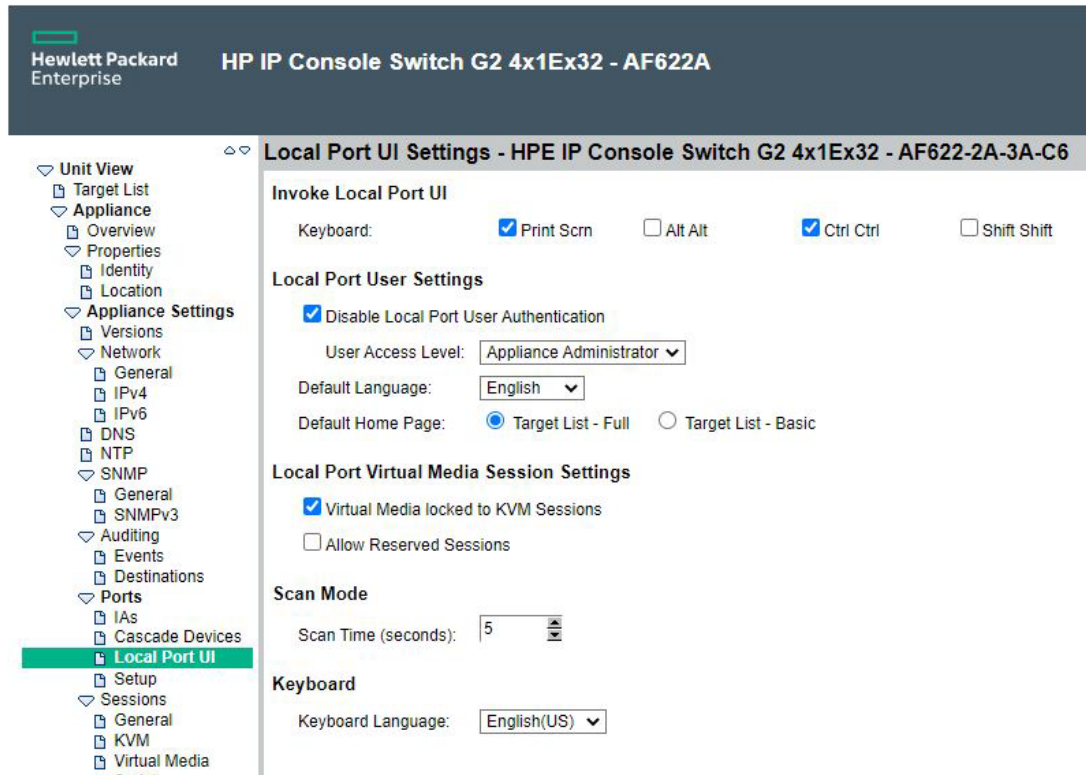 Hewlett Packard
Enterprise
HP IP Console Switch G2 4x1Ex32 - AF622A
Unit View
Target List
Appliance
Overview
Properties
Identity
Location
Appliance Settings
Versions
Network
General
IPv4
IPv6
DNS
NTP
SNMP
General
SNMPv3
Auditing
Events
Destinations
Ports
IAs
Cascade Devices
Local Port UI
Setup
Sessions
General
KVM
Virtual Media
Local Port UI Settings - HPE IP Console Switch G2 4x1Ex32 - AF622-2A-3A-C6
Invoke Local Port UI
Keyboard: Print Scrn Alt Alt Ctrl Ctrl Shift Shift
Local Port User Settings
Disable Local Port User Authentication
User Access Level: Appliance Administrator
Default Language: English
Default Home Page: Target List - Full Target List - Basic
Local Port Virtual Media Session Settings
Virtual Media locked to KVM Sessions
Allow Reserved Sessions
Scan Mode
Scan Time (seconds): 5
Keyboard
Keyboard Language: English(US)